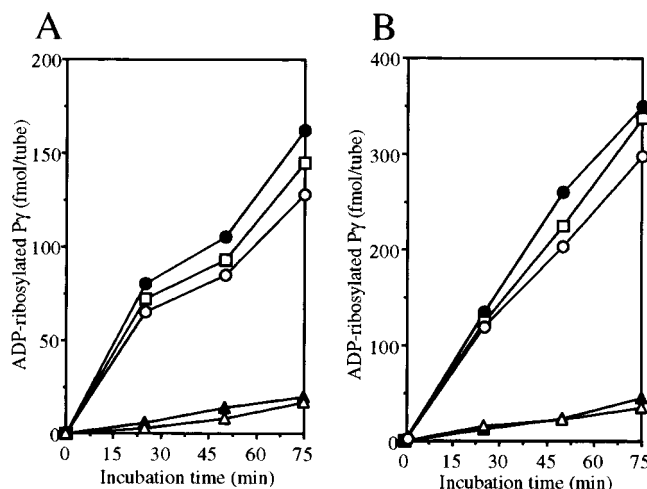 A
ADP-ribosylated Pγ (fmol/tube)
200
150
100
50
0
0 15 30 45 60 75
Incubation time (min)
B
ADP-ribosylated Pγ (fmol/tube)
400
300
200
100
0
0 15 30 45 60 75
Incubation time (min)